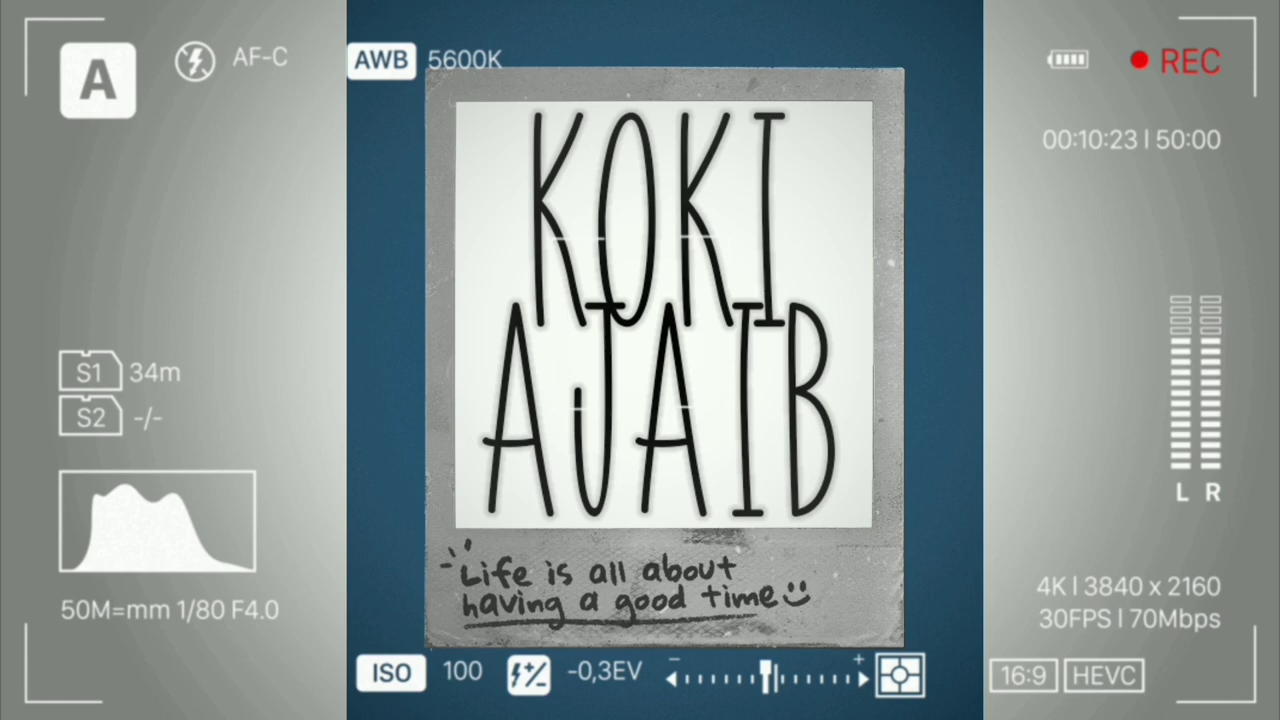 A AF-C AWB 5600K REC
00:10:23 | 50:00
KOKI
AJAIB
S1 34m
S2 -/-
L R
Life is all about
having a good time
50M=mm 1/80 F4.0
4K | 3840 x 2160
30FPS | 70Mbps
ISO 100 -0,3EV
16:9 HEVC